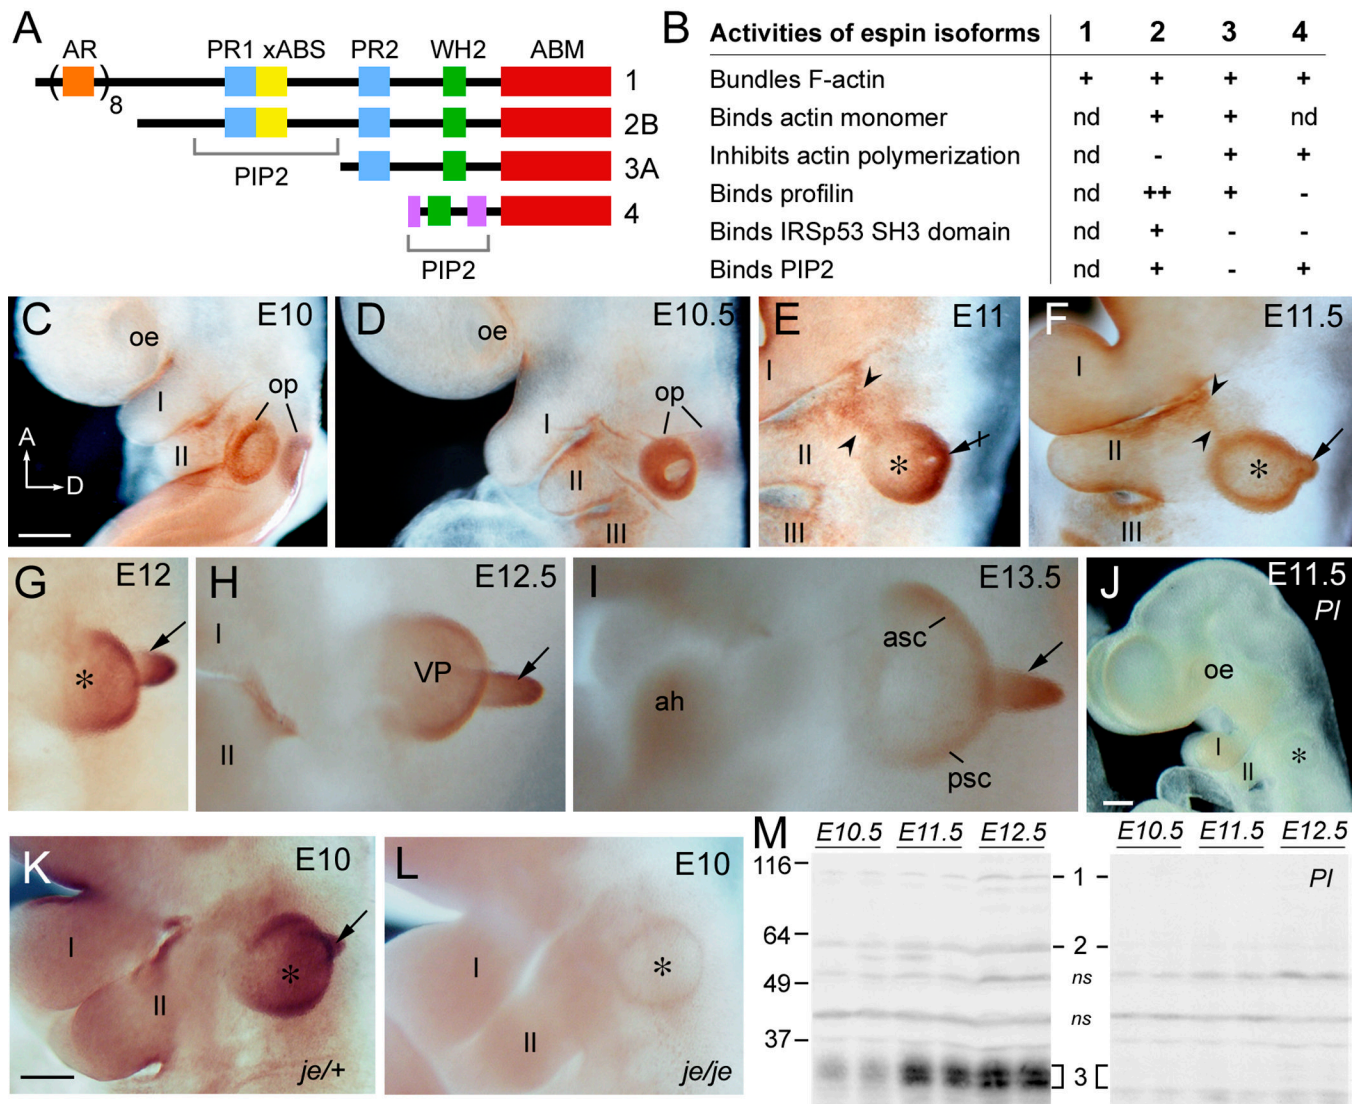 A
AR PR1 xABS PR2 WH2 ABM
( )8 1
2B
PIP2 3A
4
PIP2
B Activities of espin isoforms 1 2 3 4
Bundles F-actin + + + +
Binds actin monomer nd + + nd
Inhibits actin polymerization nd - + +
Binds profilin nd ++ + -
Binds IRSp53 SH3 domain nd + - -
Binds PIP2 nd + - +
C E10
oe
I
op
II
A
D
D E10.5
oe
I
op
II
III
E E11
I
II
*
III
F E11.5
I
II
*
III
G E12
*
H E12.5
I
VP
II
I E13.5
asc
ah
psc
J E11.5
PI
oe
I
II
*
K E10
I
*
II
je/+
L E10
I
*
II
je/je
M E10.5 E11.5 E12.5 E10.5 E11.5 E12.5
116 1 PI
64 2
49 ns
ns
37
3